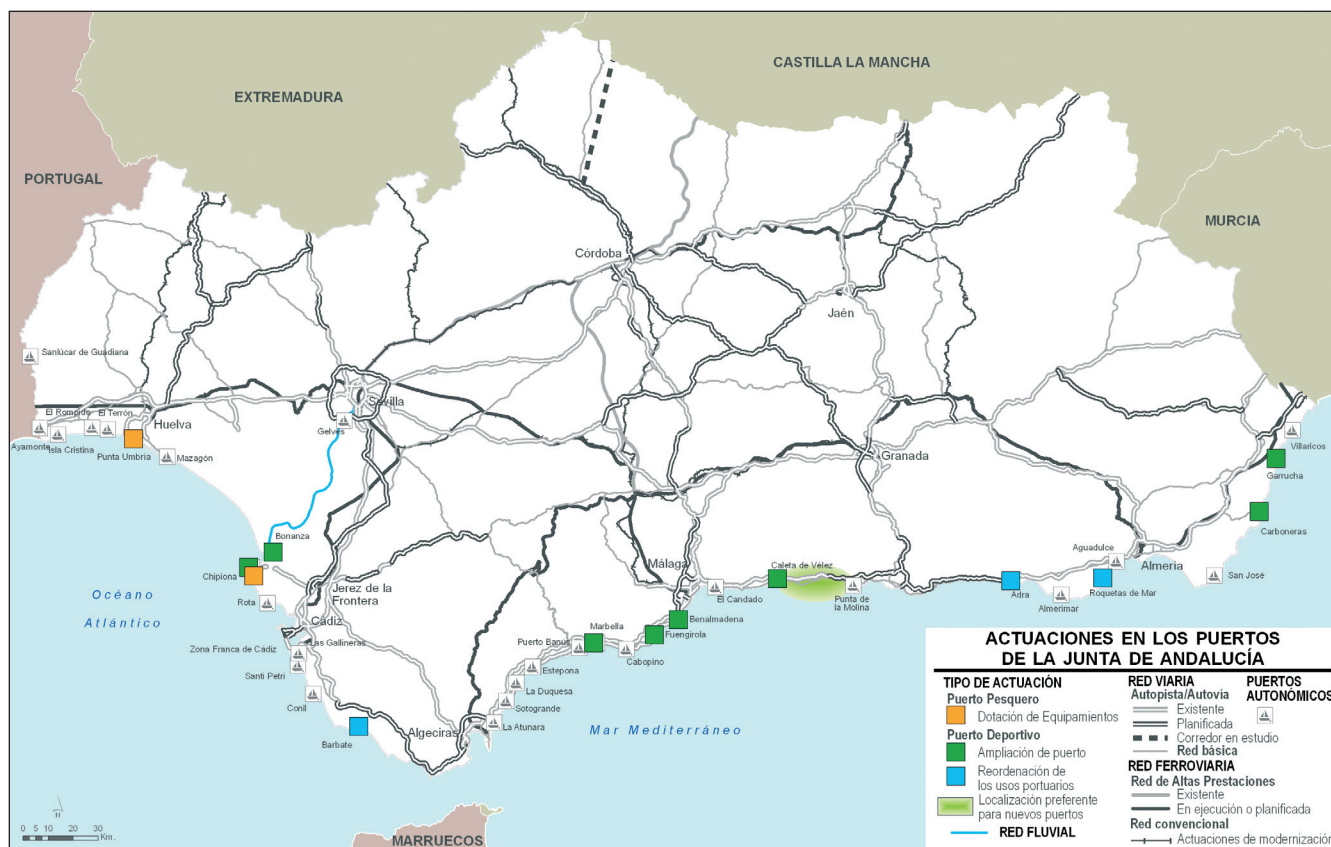 CASTILLA LA MANCHA
EXTREMADURA
PORTUGAL
MURCIA
Córdoba
Jaén
Sanlúcar de Guadiana
Sevilla
El Rompido
El Terrón
Huelva
Gelves
Ayamonte
Isla Cristina
Punta Umbría
Mazagón
Granada
Villaricos
Garrucha
Carboneras
Bonanza
Chipiona
Rota
Jerez de la
Frontera
Málaga
Caleta de Vélez
El Candado
Punta de
la Molina
Aguadulce
Almería
San José
Adra
Almerimar
Roquetas de Mar
Océano
Atlántico
Cádiz
Las Gallineras
Zona Franca de Cádiz
Santi Petri
Conil
Barbate
Benalmadena
Fuengirola
Marbella
Puerto Banús
Cabopino
Estepona
La Duquesa
Sotogrande
La Atunara
Algeciras
Mar Mediterráneo
MARRUECOS
N
0 5 10 20 30
Km.
ACTUACIONES EN LOS PUERTOS
DE LA JUNTA DE ANDALUCÍA
TIPO DE ACTUACIÓN
Puerto Pesquero
Dotación de Equipamientos
Puerto Deportivo
Ampliación de puerto
Reordenación de
los usos portuarios
Localización preferente
para nuevos puertos
RED FLUVIAL
RED VIARIA
Autopista/Autovia
Existente
Planificada
Corredor en estudio
Red básica
RED FERROVIARIA
Red de Altas Prestaciones
Existente
En ejecución o planificada
Red convencional
Actuaciones de modernización
PUERTOS
AUTONÓMICOS